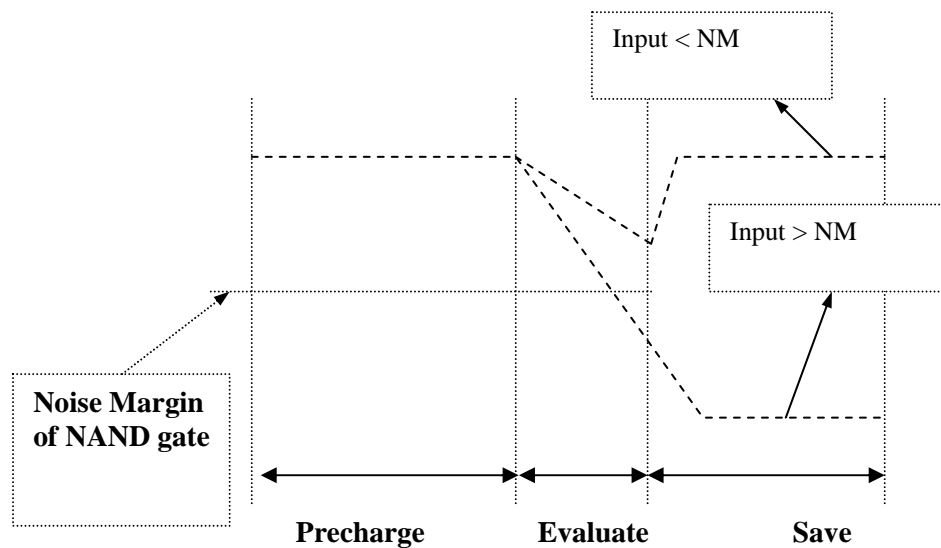 Input < NM
Input > NM
Noise Margin
of NAND gate
Precharge
Evaluate
Save